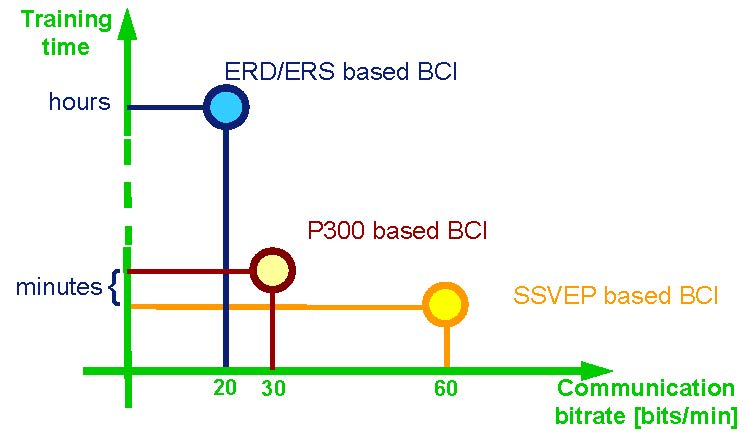 Training
time
ERD/ERS based BCI
hours
P300 based BCI
minutes {
SSVEP based BCI
20 30 60
Communication
bitrate [bits/min]